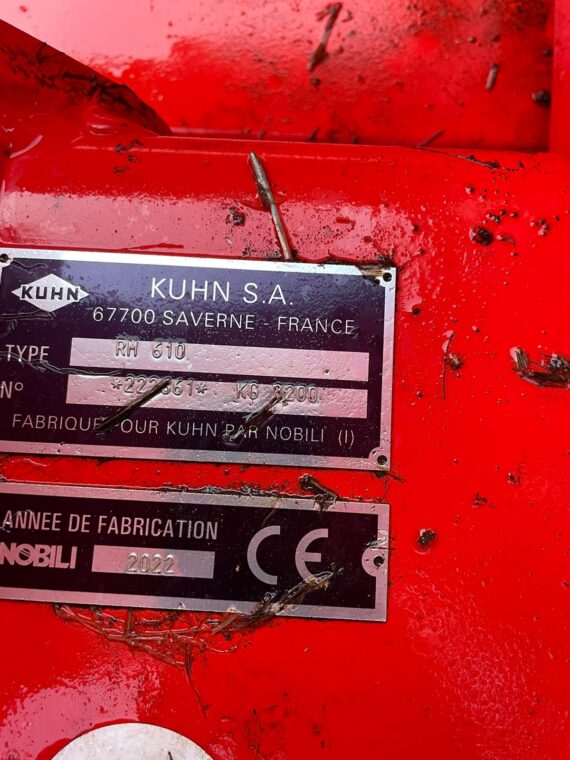 KUHN
KUHN S.A.
67700 SAVERNE - FRANCE
TYPE RM 610
N° KG
FABRIQUE POUR KUHN PAR NOBILI (I)
ANNEE DE FABRICATION
NOBILI 2022 CE